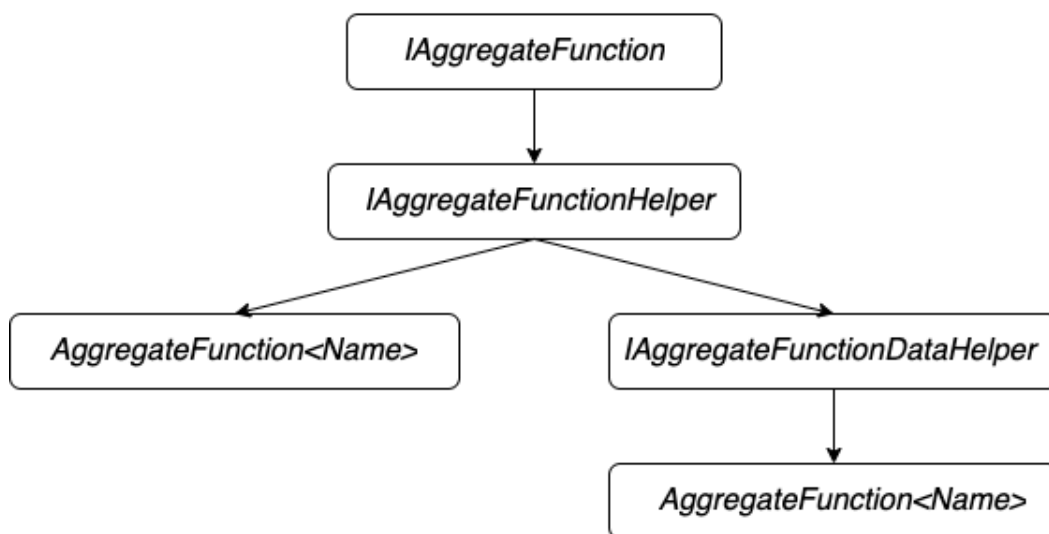 IAggregateFunction
IAggregateFunctionHelper
AggregateFunction<Name>
IAggregateFunctionDataHelper
AggregateFunction<Name>